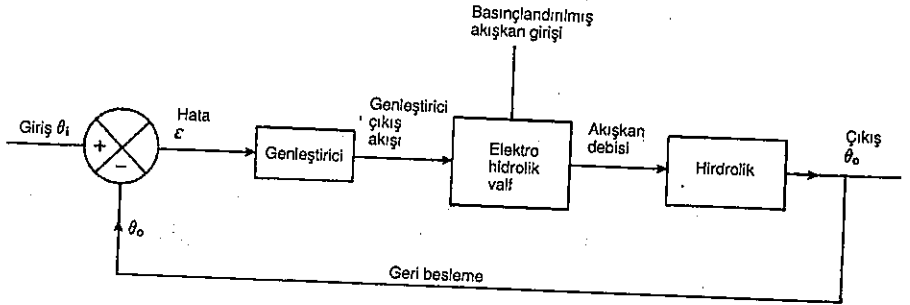 Basınçlandırılmış
akışkan girişi
Giriş θi
+
−
Hata
ε
Genleştirici
Genleştirici
çıkış
akışı
Elektro
hidrolik
valf
Akışkan
debisi
Hirdrolik
Çıkış
θo
θo
Geri besleme